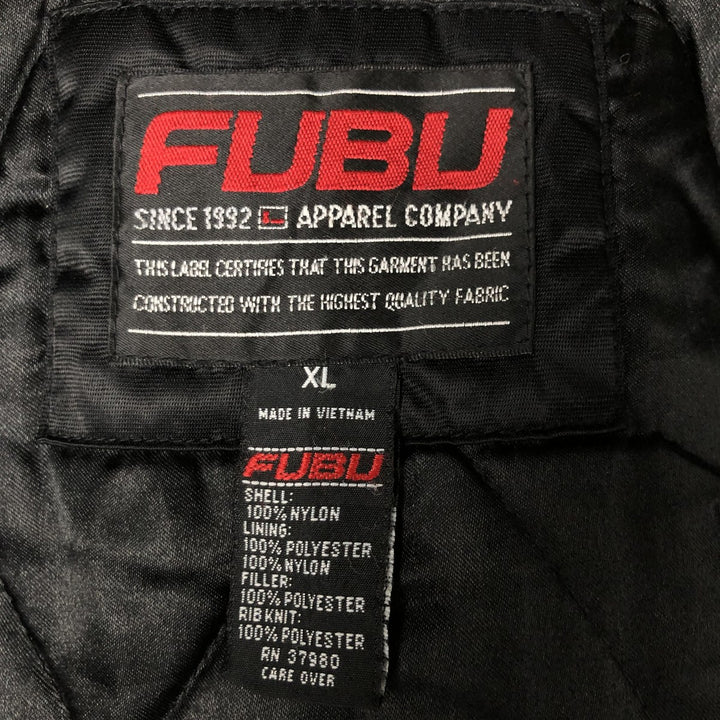 FUBU
SINCE 1992 APPAREL COMPANY
THIS LABEL CERTIFIES THAT THIS GARMENT HAS BEEN
CONSTRUCTED WITH THE HIGHEST QUALITY FABRIC
XL
MADE IN VIETNAM
FUBU
SHELL:
100% NYLON
LINING:
100% POLYESTER
100% NYLON
FILLER:
100% POLYESTER
RIB KNIT:
100% POLYESTER
RN 37980
CARE OVER